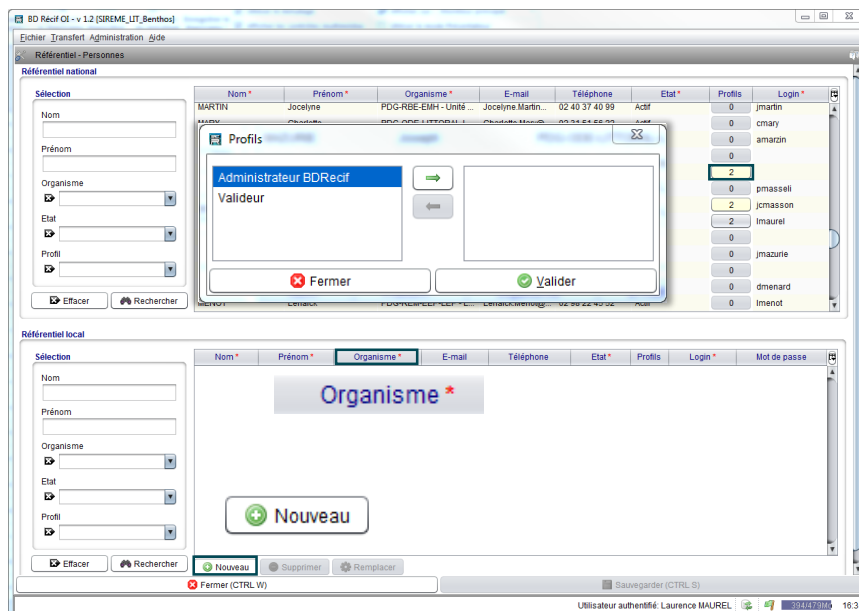 BD Récif OI - v 1.2 [SIREME_LIT_Benthos]
Fichier Transfert Administration Aide
Référentiel - Personnes
Référentiel national
Sélection
Nom
Prénom
Organisme
Etat
Profil
Effacer Rechercher
Nom * Prénom * Organisme * E-mail Téléphone Etat * Profils Login *
MARTIN Jocelyne PDG-RBE-EMH - Unité ... Jocelyne.Martin... 02 40 37 40 99 Actif 0 jmartin
0 cmary
0 amarzin
0
2
0 pmasseli
2 jcmasson
2 lmaurel
0
0 jmazurie
0
0 dmenard
0 lmenot
Profils
Administrateur BDRecif
Valideur
Fermer Valider
Référentiel local
Sélection
Nom
Prénom
Organisme
Etat
Profil
Effacer Rechercher
Nom * Prénom * Organisme * E-mail Téléphone Etat * Profils Login * Mot de passe
Organisme *
Nouveau
Nouveau Supprimer Remplacer
Fermer (CTRL W) Sauvegarder (CTRL S)
Utilisateur authentifié: Laurence MAUREL 394/479Mo 16:3